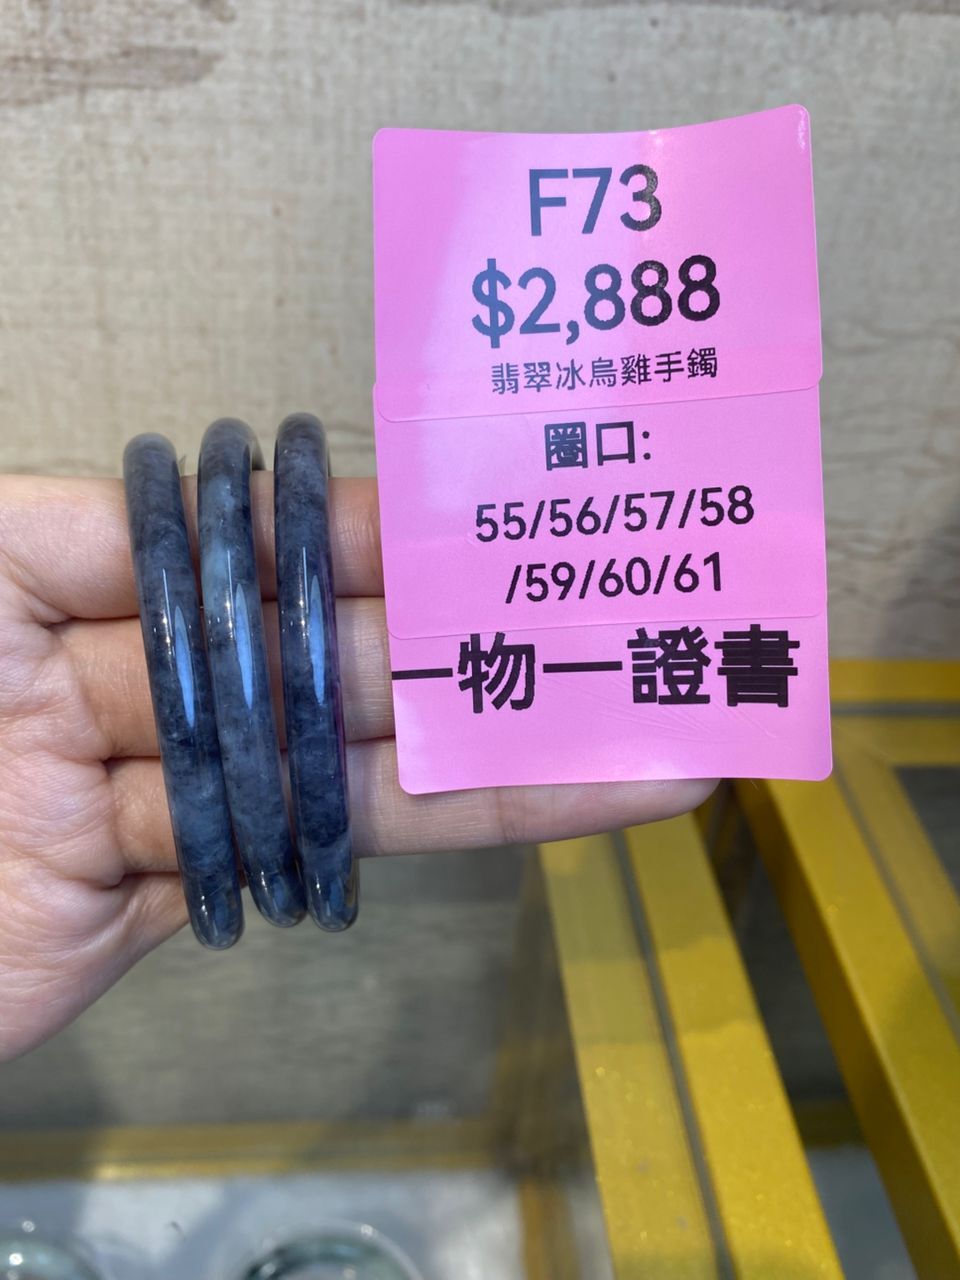 F73
$2,888
翡翠冰烏雞手鐲
圈口:
55/56/57/58
/59/60/61
一物一證書